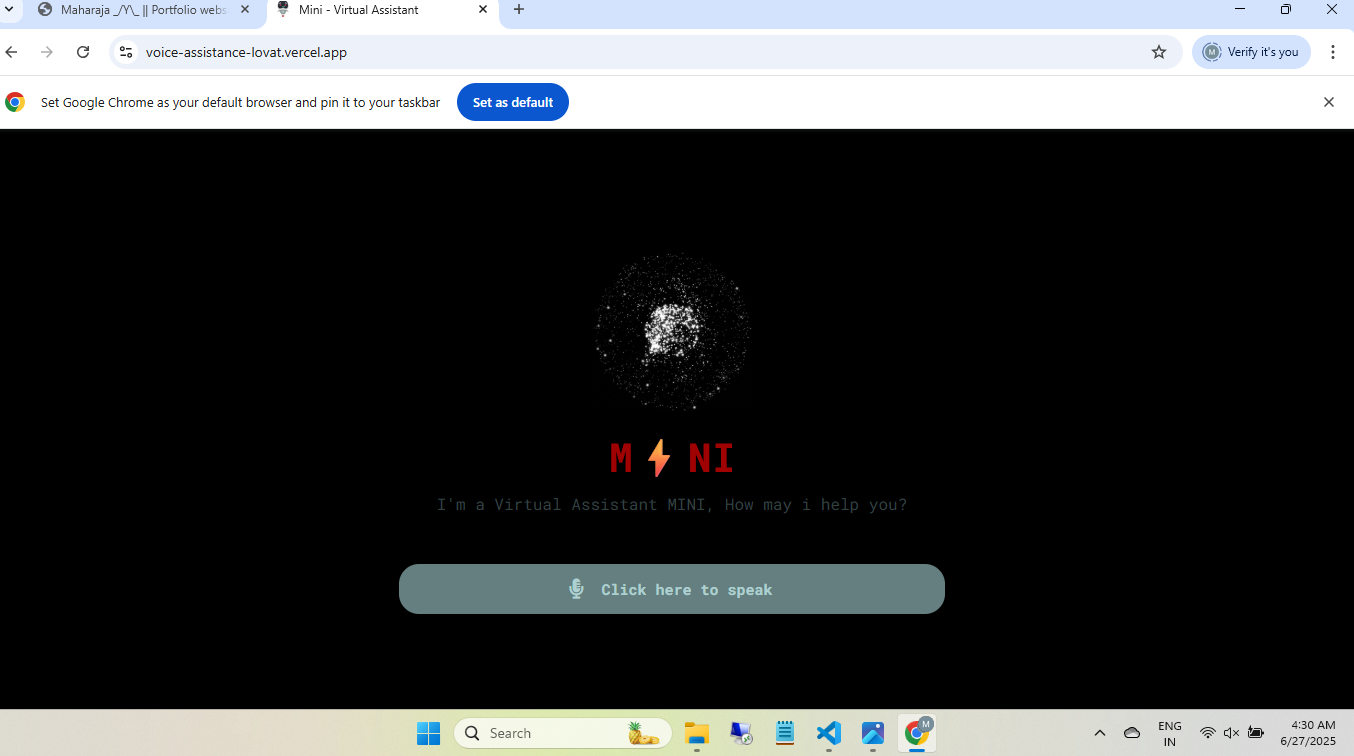 Maharaja _/Y\_ || Portfolio webs
Mini - Virtual Assistant
voice-assistance-lovat.vercel.app
M
Verify it's you
Set Google Chrome as your default browser and pin it to your taskbar
Set as default
M⚡NI
I'm a Virtual Assistant MINI, How may i help you?
Click here to speak
Search
M
ENG
IN
4:30 AM
6/27/2025